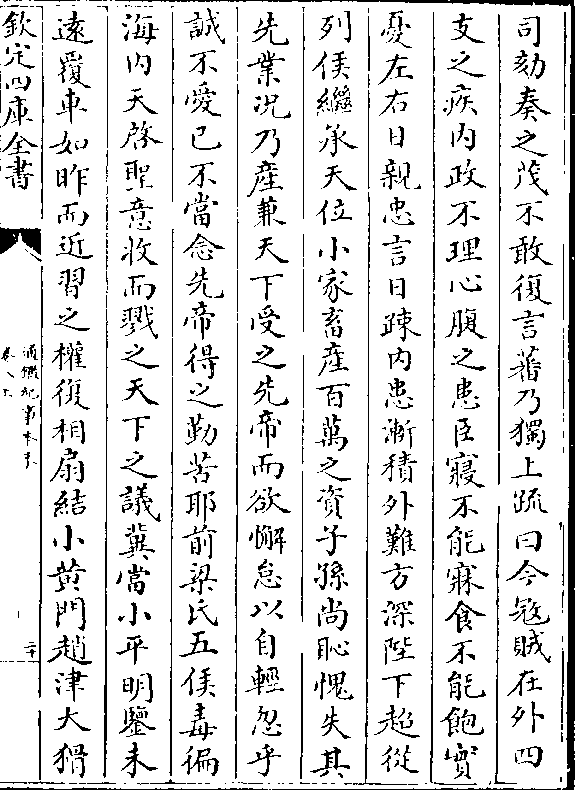 司劾奏之茂不敢復言蕃乃獨上疏曰今冦賊在外四
支之疾内政不理心腹之患臣寢不能寐食不能飽實
憂左右日親忠言日疎内患漸積外難方深陛下超從
列侯繼承天位小家畜産百萬之資子孫尚恥愧失其
先業况乃産兼天下受之先帝而欲懈怠以自輕忽乎
誠不愛已不當念先帝得之勤苦耶前梁氏五侯毒徧
海内天啓聖意收而戮之天下之議冀當小平明鑒未
逺覆車如昨而近習之權復相扇結小黄門趙津大猾
欽定四庫全書
通鑑紀事本末
卷八上
二十